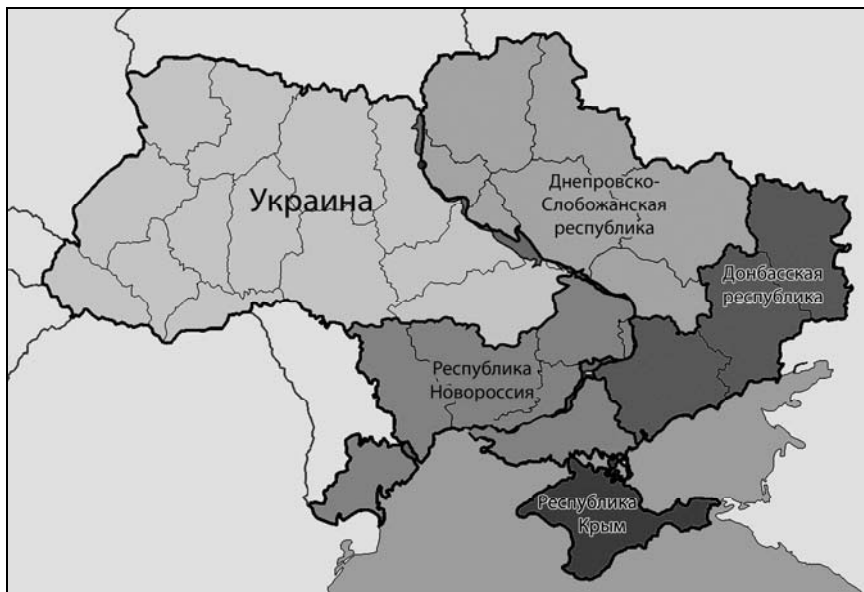 Украина
Днепровско-
Слобожанская
республика
Донбасская
республика
Республика
Новороссия
Республика
Крым